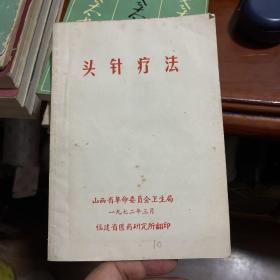 头针疗法
山西省革命委员会卫生局
一九七二年三月
福建省医药研究所翻印
10